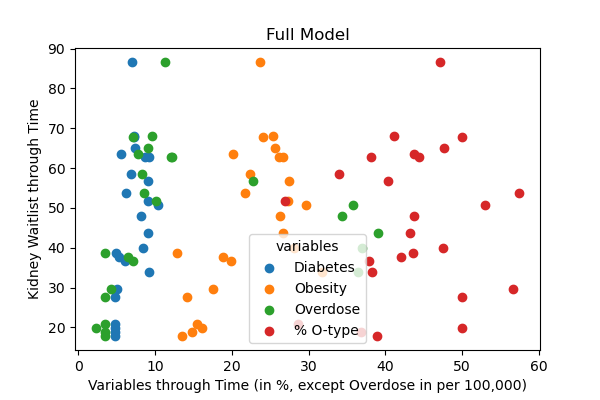 Full Model
Kidney Waitlist through Time
90
80
70
60
50
40
30
20
variables
Diabetes
Obesity
Overdose
% O-type
0 10 20 30 40 50 60
Variables through Time (in %, except Overdose in per 100,000)